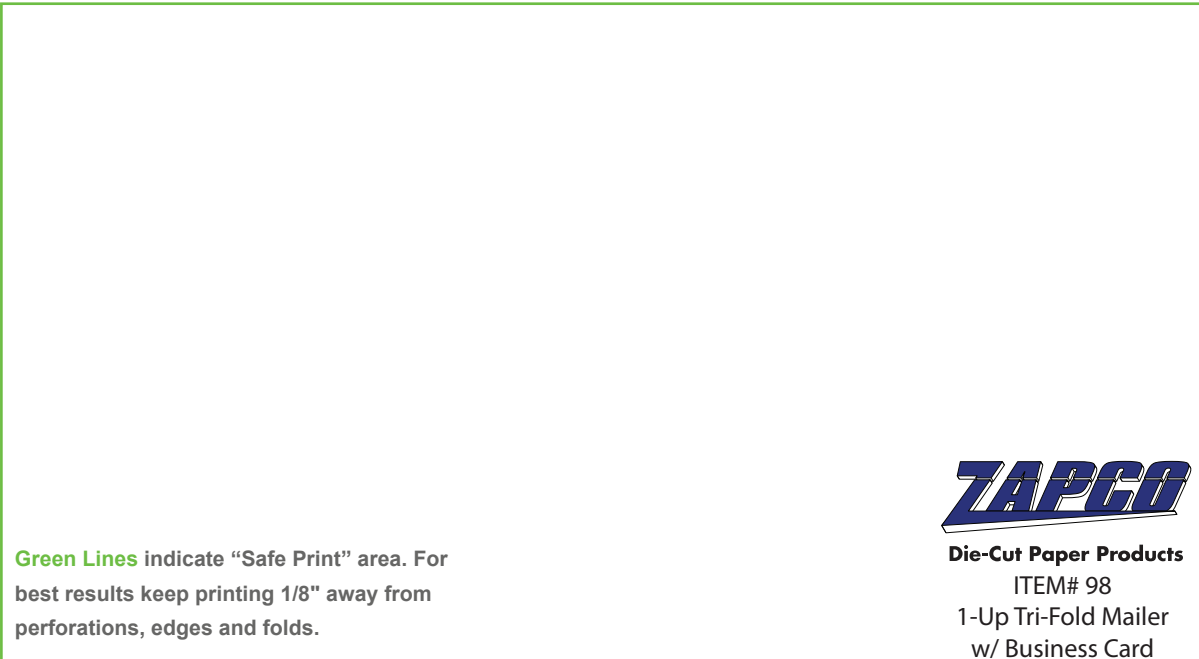 ZAPCO
Green Lines indicate “Safe Print” area. For
best results keep printing 1/8" away from
perforations, edges and folds.
Die-Cut Paper Products
ITEM# 98
1-Up Tri-Fold Mailer
w/ Business Card